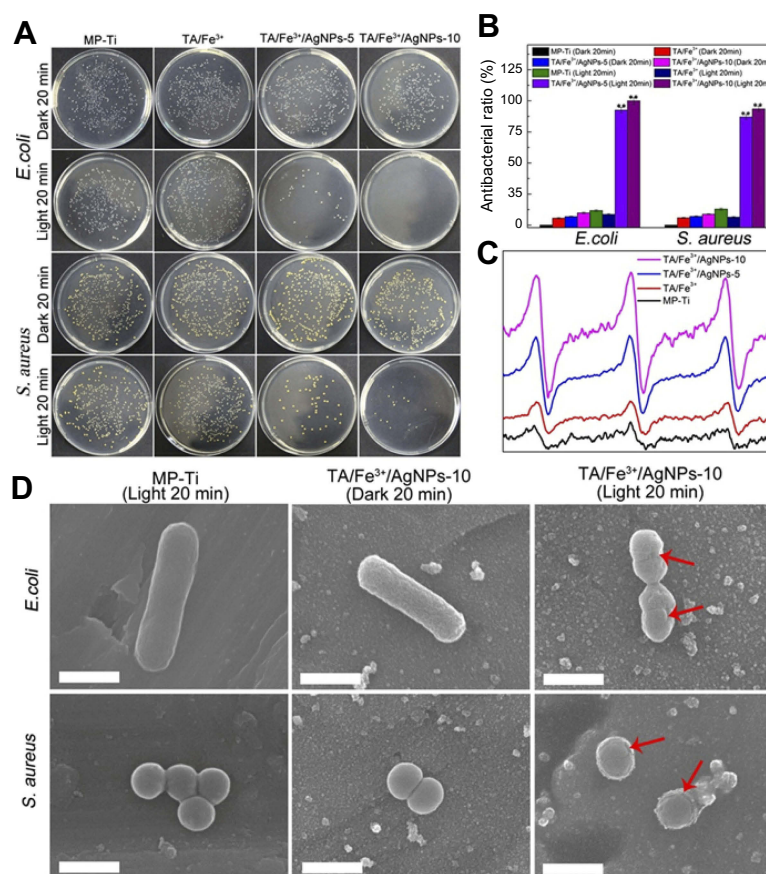 A
MP-Ti
TA/Fe³⁺
TA/Fe³⁺/AgNPs-5
TA/Fe³⁺/AgNPs-10
E.coli
Dark 20 min
Light 20 min
S. aureus
Dark 20 min
Light 20 min
B
MP-Ti (Dark 20min)
TA/Fe³⁺ (Dark 20min)
TA/Fe³⁺/AgNPs-5 (Dark 20min)
TA/Fe³⁺/AgNPs-10 (Dark 20min
MP-Ti (Light 20min)
TA/Fe³⁺ (Light 20min)
TA/Fe³⁺/AgNPs-5 (Light 20min)
TA/Fe³⁺/AgNPs-10 (Light 20m
Antibacterial ratio (%)
125
100
75
50
35
0
*,#
*,#
*,#
*,#
E.coli
S. aureus
C
TA/Fe³⁺/AgNPs-10
TA/Fe³⁺/AgNPs-5
TA/Fe³⁺
MP-Ti
D
MP-Ti
(Light 20 min)
TA/Fe³⁺/AgNPs-10
(Dark 20 min)
TA/Fe³⁺/AgNPs-10
(Light 20 min)
E.coli
S. aureus